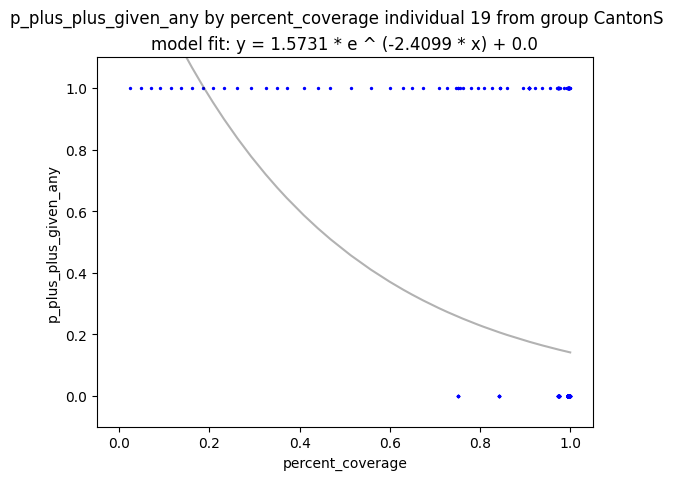 p_plus_plus_given_any by percent_coverage individual 19 from group CantonS
model fit: y = 1.5731 * e ^ (-2.4099 * x) + 0.0
1.0
0.8
0.6
0.4
0.2
0.0
p_plus_plus_given_any
0.0 0.2 0.4 0.6 0.8 1.0
percent_coverage